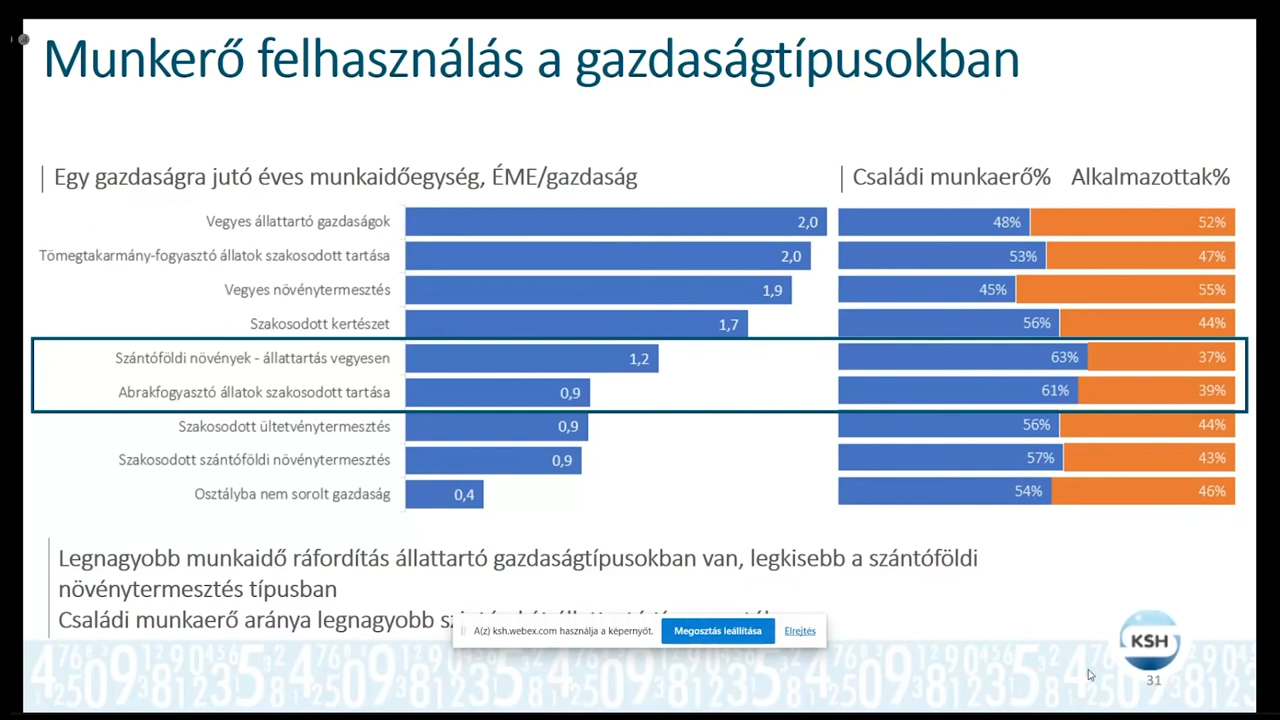 Munkerő felhasználás a gazdaságtípusokban
Egy gazdaságra jutó éves munkaidőegység, ÉME/gazdaság
Családi munkaerő% Alkalmazottak%
Vegyes állattartó gazdaságok 2,0 48% 52%
Tömegtakarmány-fogyasztó állatok szakosodott tartása 2,0 53% 47%
Vegyes növénytermesztés 1,9 45% 55%
Szakosodott kertészet 1,7 56% 44%
Szántóföldi növények - állattartás vegyesen 1,2 63% 37%
Abrakfogyasztó állatok szakosodott tartása 0,9 61% 39%
Szakosodott ültetvénytermesztés 0,9 56% 44%
Szakosodott szántóföldi növénytermesztés 0,9 57% 43%
Osztályba nem sorolt gazdaság 0,4 54% 46%
Legnagyobb munkaidő ráfordítás állattartó gazdaságtípusokban van, legkisebb a szántóföldi
növénytermesztés típusban
Családi munkaerő aránya legnagyobb
A(z) ksh.webex.com használja a képernyőt. Megosztás leállítása Elrejtés
KSH
31